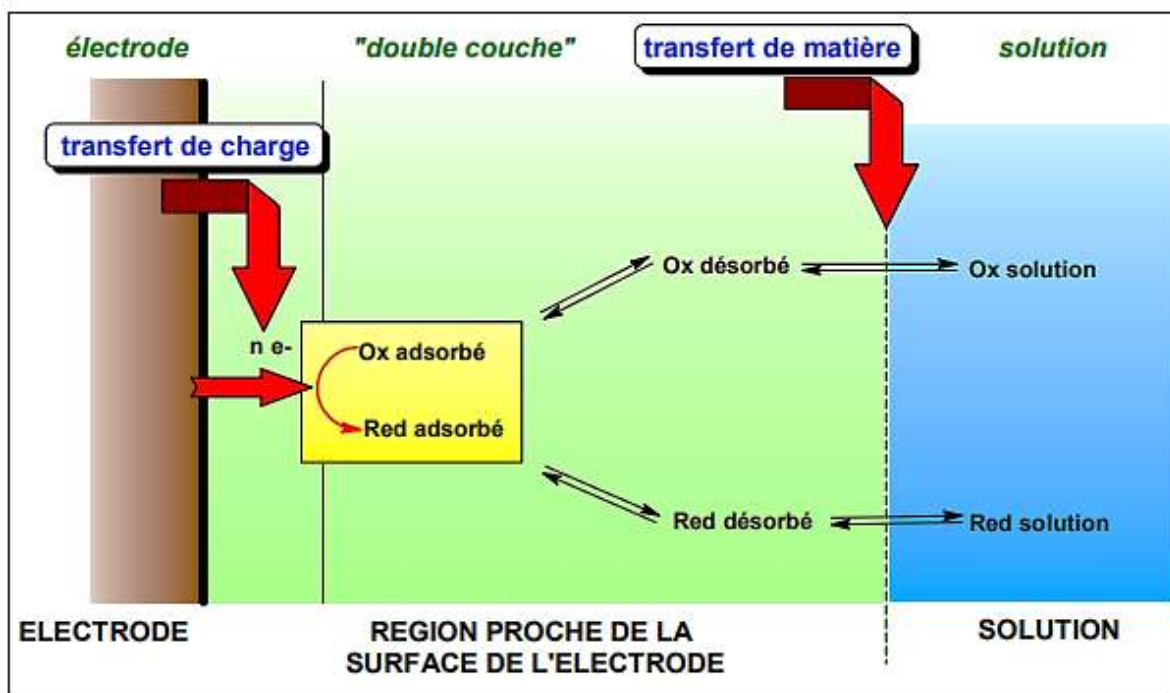 électrode
"double couche"
transfert de matière
solution
transfert de charge
Ox désorbé
Ox solution
n e-
Ox adsorbé
Red adsorbé
Red désorbé
Red solution
ELECTRODE
REGION PROCHE DE LA
SURFACE DE L'ELECTRODE
SOLUTION